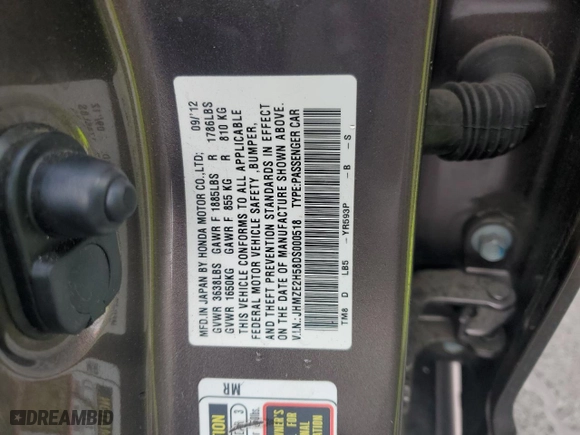 MFD.IN JAPAN BY HONDA MOTOR CO.,LTD; 09/'12
GVWR 3638LBS GAWR F 1885LBS R 1786LBS
GVWR 1650KG GAWR F 855 KG R 810 KG
THIS VEHICLE CONFORMS TO ALL APPLICABLE
FEDERAL MOTOR VEHICLE SAFETY ,BUMPER,
AND THEFT PREVENTION STANDARDS IN EFFECT
ON THE DATE OF MANUFACTURE SHOWN ABOVE.
V.I.N.:JHMZE2H58DS000518 TYPE:PASSENGER CAR
TM8 D LB5 -YR593P -B -S
MR
DREAMBID